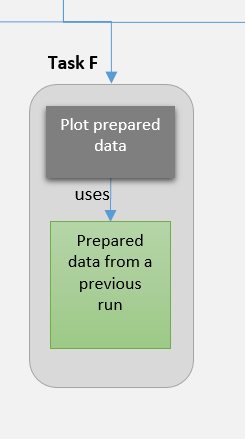 Task F
Plot prepared
data
uses
Prepared
data from a
previous
run